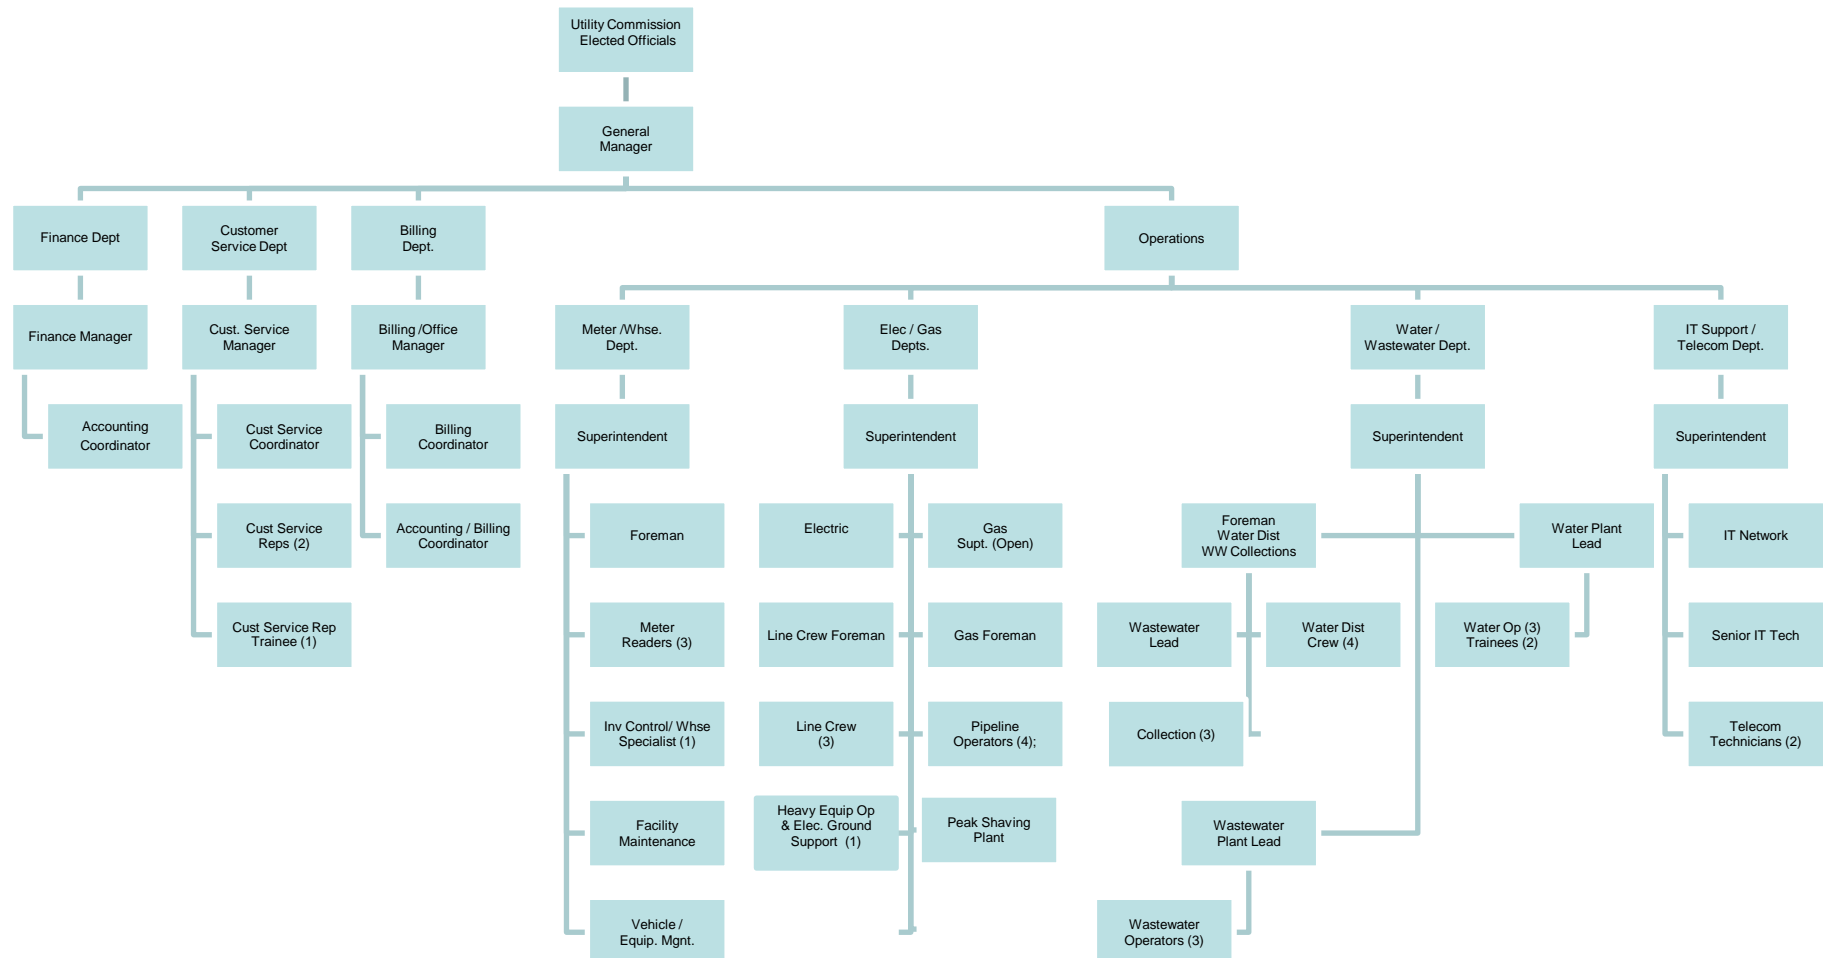 Utility Commission
Elected Officials
General
Manager
Finance Dept
Customer
Service Dept
Billing
Dept.
Operations
Finance Manager
Cust. Service
Manager
Billing /Office
Manager
Meter /Whse.
Dept.
Elec / Gas
Depts.
Water /
Wastewater Dept.
IT Support /
Telecom Dept.
Accounting
Coordinator
Cust Service
Coordinator
Billing
Coordinator
Superintendent
Superintendent
Superintendent
Superintendent
Cust Service
Reps (2)
Accounting / Billing
Coordinator
Foreman
Electric
Gas
Supt. (Open)
Foreman
Water Dist
WW Collections
Water Plant
Lead
IT Network
Cust Service Rep
Trainee (1)
Meter
Readers (3)
Line Crew Foreman
Gas Foreman
Wastewater
Lead
Water Dist
Crew (4)
Water Op (3)
Trainees (2)
Senior IT Tech
Inv Control/ Whse
Specialist (1)
Line Crew
(3)
Pipeline
Operators (4);
Collection (3)
Telecom
Technicians (2)
Facility
Maintenance
Heavy Equip Op
& Elec. Ground
Support (1)
Peak Shaving
Plant
Wastewater
Plant Lead
Vehicle /
Equip. Mgnt.
Wastewater
Operators (3)